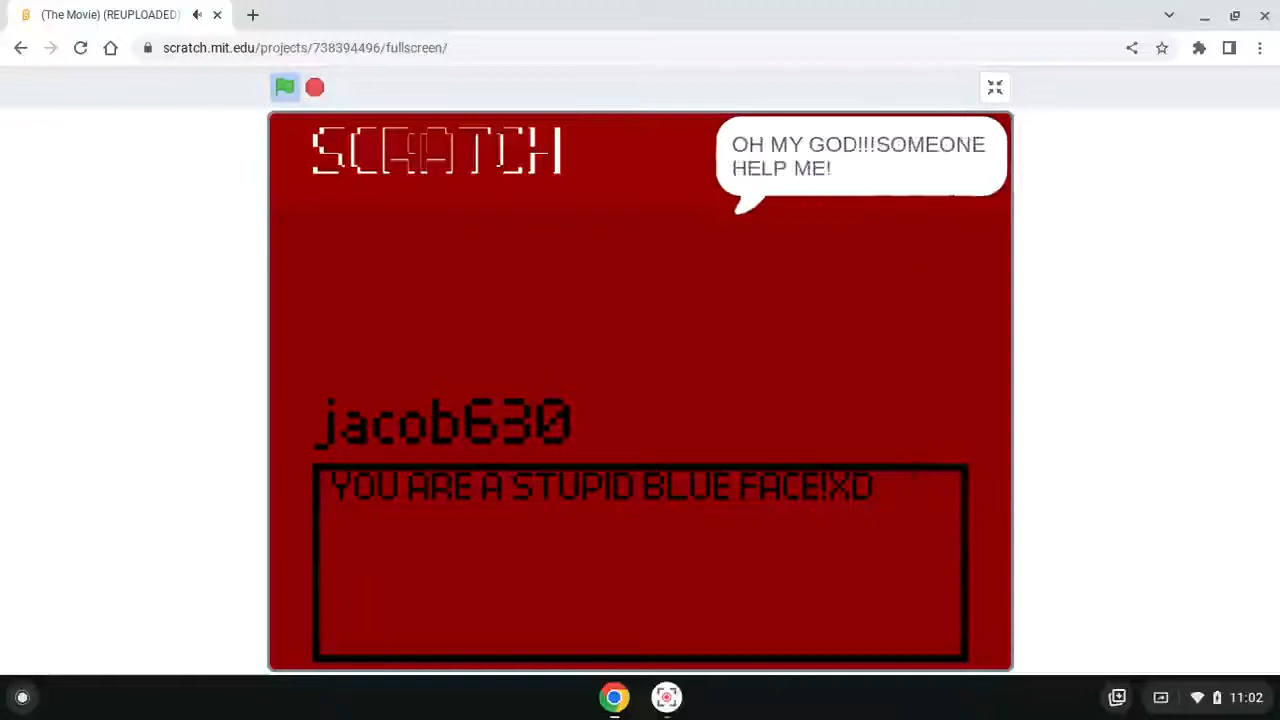 (The Movie) (REUPLOADED)
scratch.mit.edu/projects/738394496/fullscreen/
SCRATCH
OH MY GOD!!!SOMEONE
HELP ME!
jacob630
YOU ARE A STUPID BLUE FACE!XD
11:02